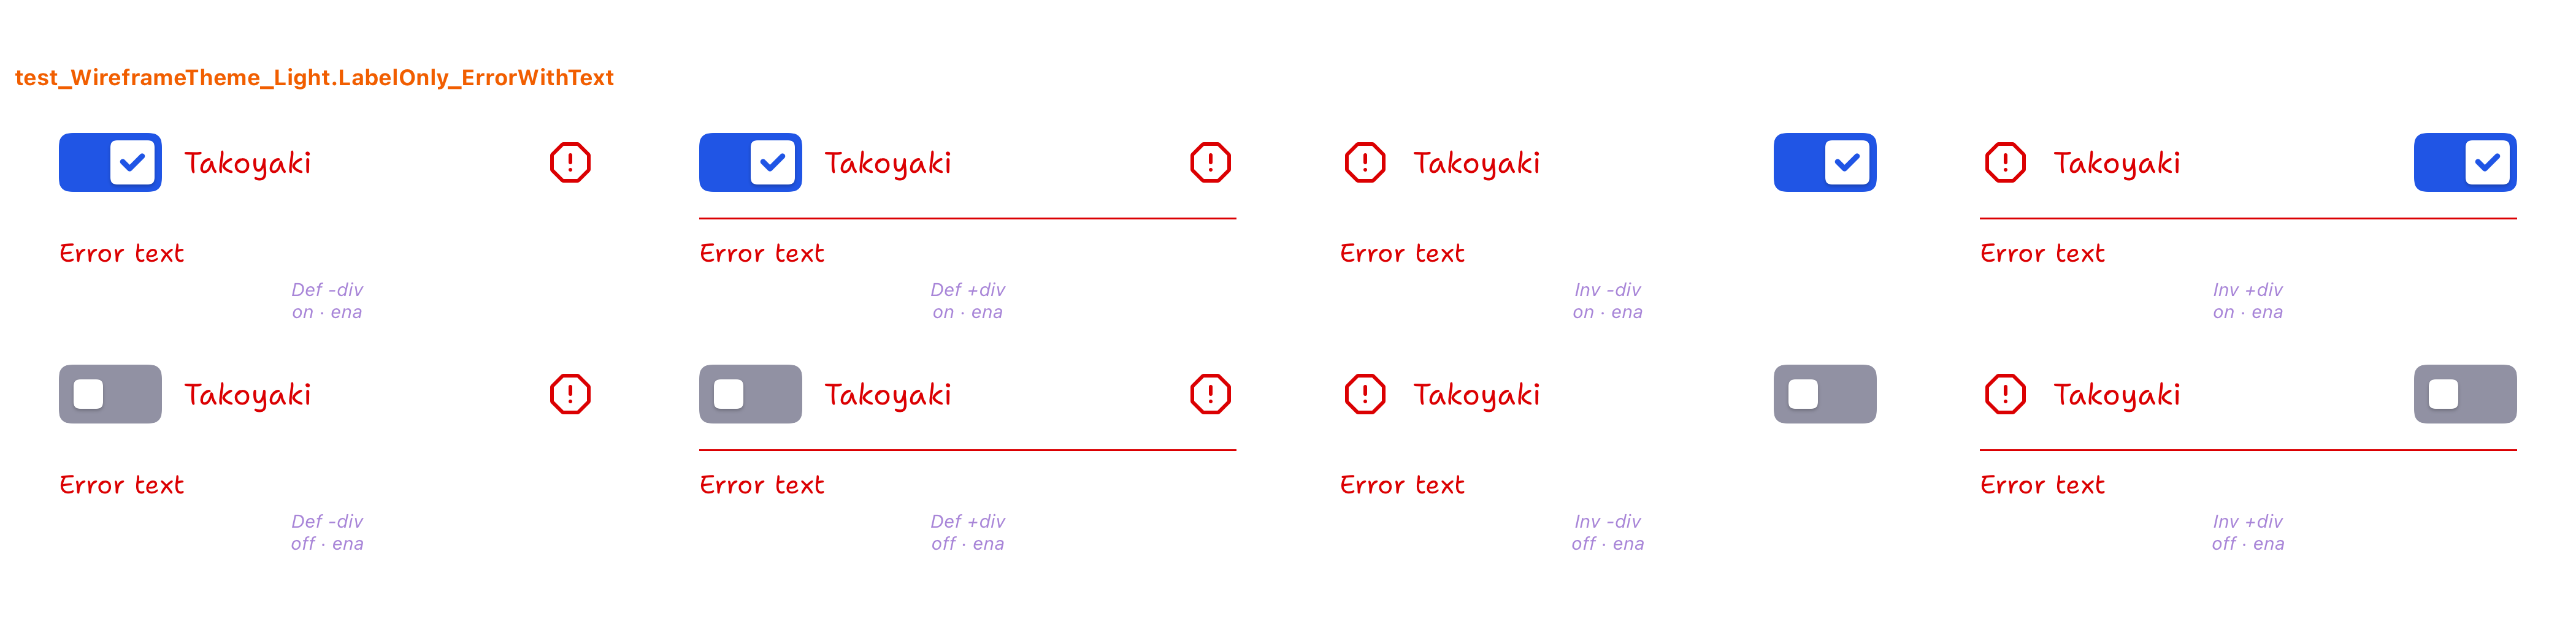 test_WireframeTheme_Light.LabelOnly_ErrorWithText
Takoyaki
Takoyaki
Takoyaki
Takoyaki
Error text
Error text
Error text
Error text
Def -div
on · ena
Def +div
on · ena
Inv -div
on · ena
Inv +div
on · ena
Takoyaki
Takoyaki
Takoyaki
Takoyaki
Error text
Error text
Error text
Error text
Def -div
off · ena
Def +div
off · ena
Inv -div
off · ena
Inv +div
off · ena